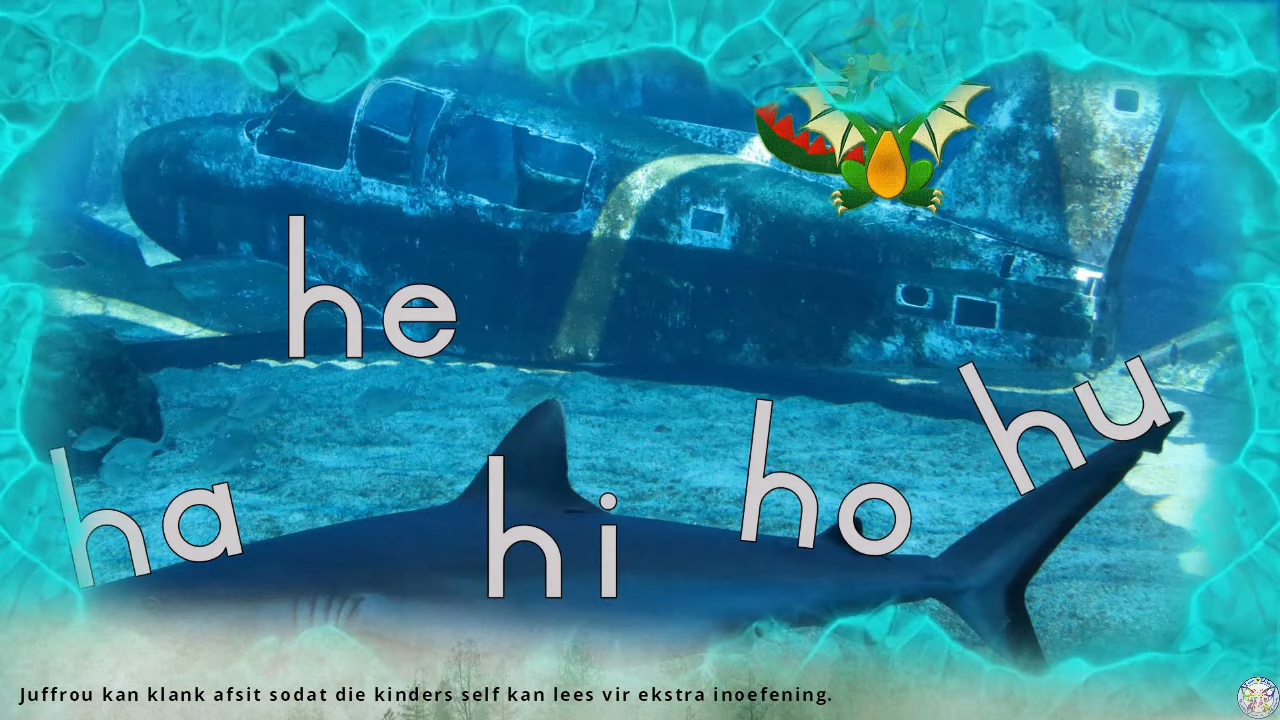 ha
he
hi
ho
hu
Juffrou kan klank afsit sodat die kinders self kan lees vir ekstra inoefening.